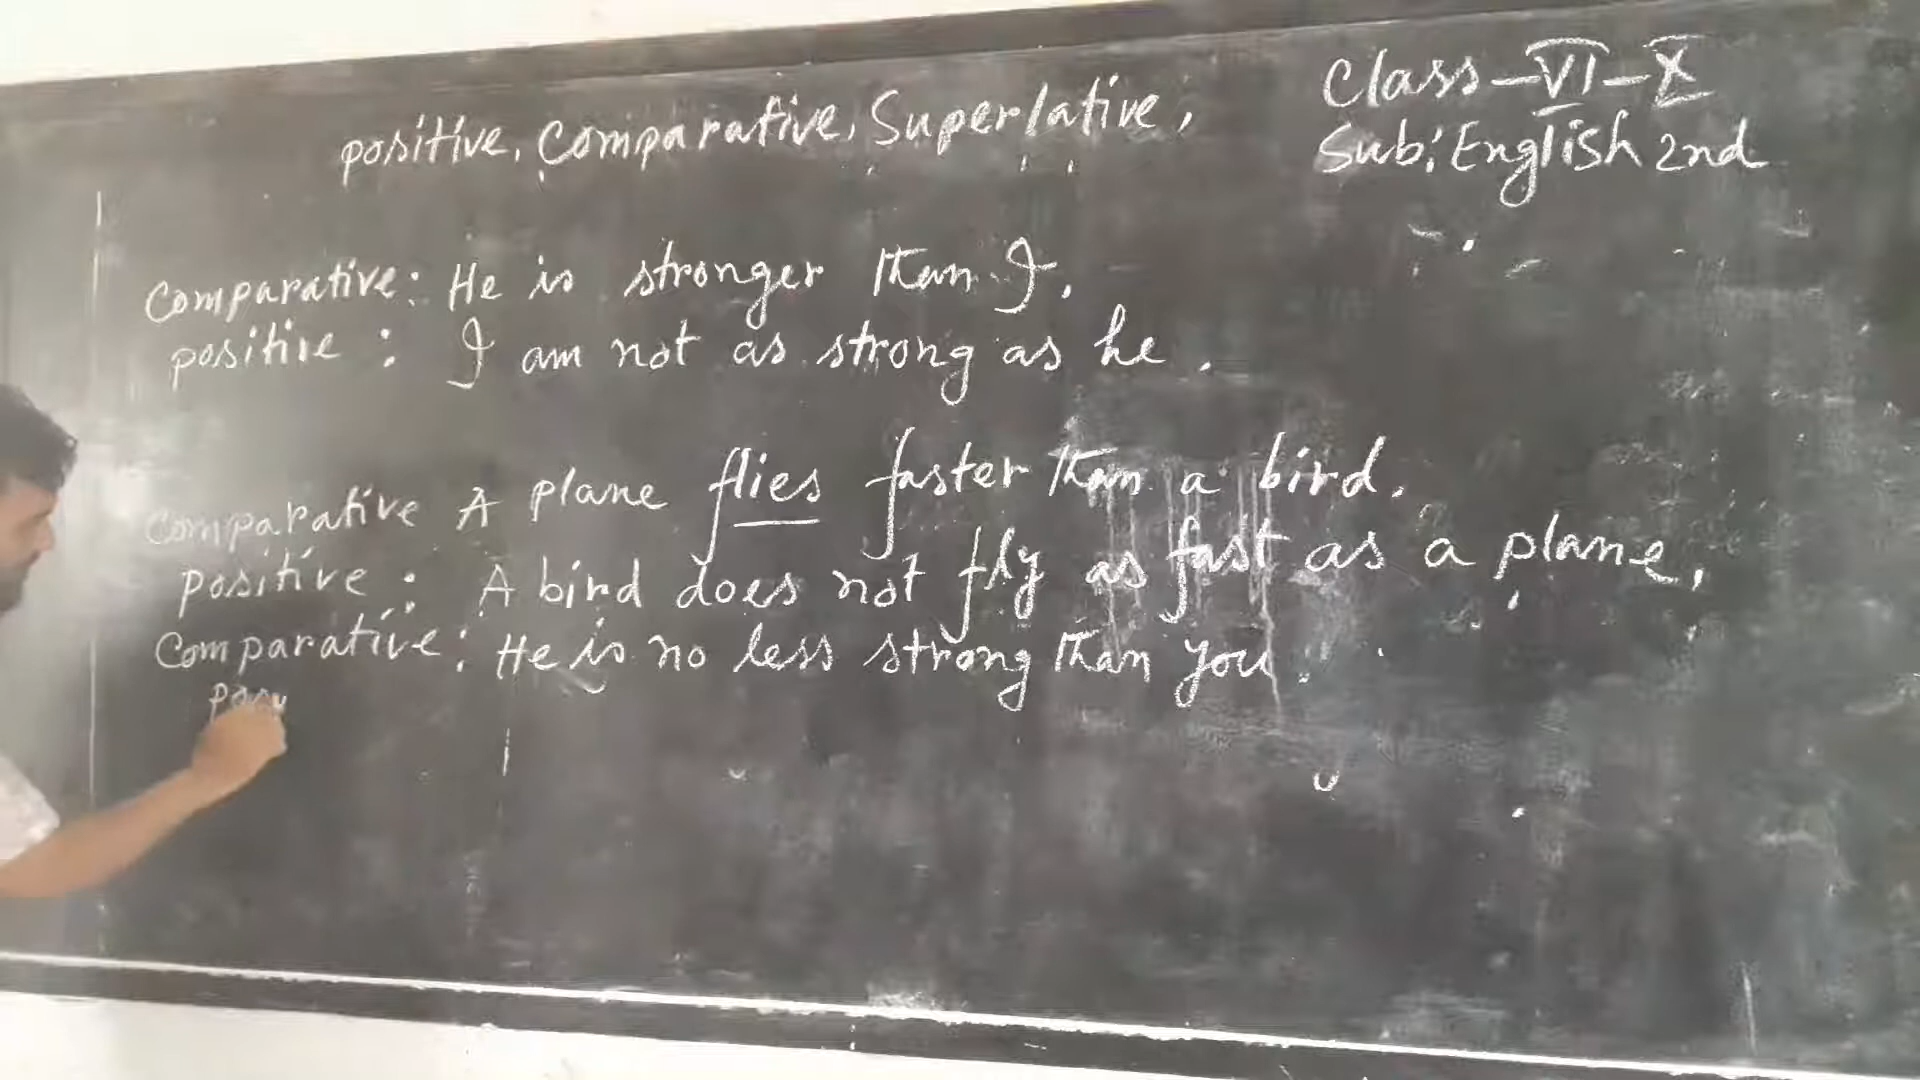 positive, Comparative, Superlative,
Class-VI-X
Sub: English 2nd
Comparative: He is stronger than I.
positive : I am not as strong as he.
Comparative A plane flies faster than a bird.
positive : A bird does not fly as fast as a plane.
Comparative: He is no less strong than you.